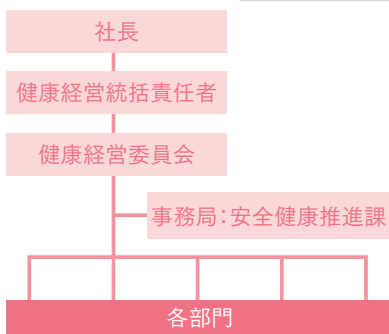 社長
健康経営統括責任者
健康経営委員会
事務局：安全健康推進課
各部門